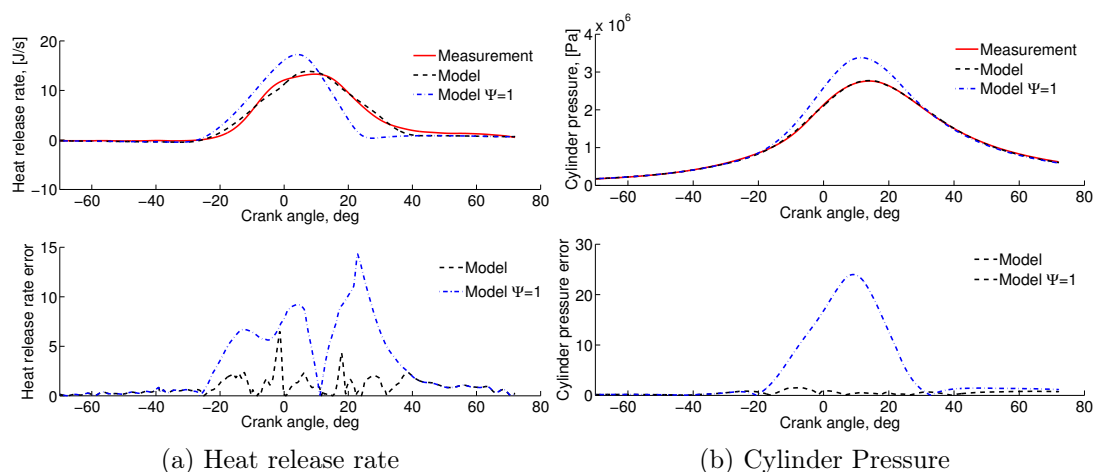 Heat release rate, [J/s]
20
10
0
−10
Measurement
Model
Model Ψ=1
−60 −40 −20 0 20 40 60 80
Crank angle, deg
× 10^6
Cylinder pressure, [Pa]
4
3
2
1
0
Measurement
Model
Model Ψ=1
−60 −40 −20 0 20 40 60 80
Crank angle, deg
Heat release rate error
15
10
5
0
Model
Model Ψ=1
−60 −40 −20 0 20 40 60 80
Crank angle, deg
Cylinder pressure error
30
20
10
0
Model
Model Ψ=1
−60 −40 −20 0 20 40 60 80
Crank angle, deg
(a) Heat release rate
(b) Cylinder Pressure